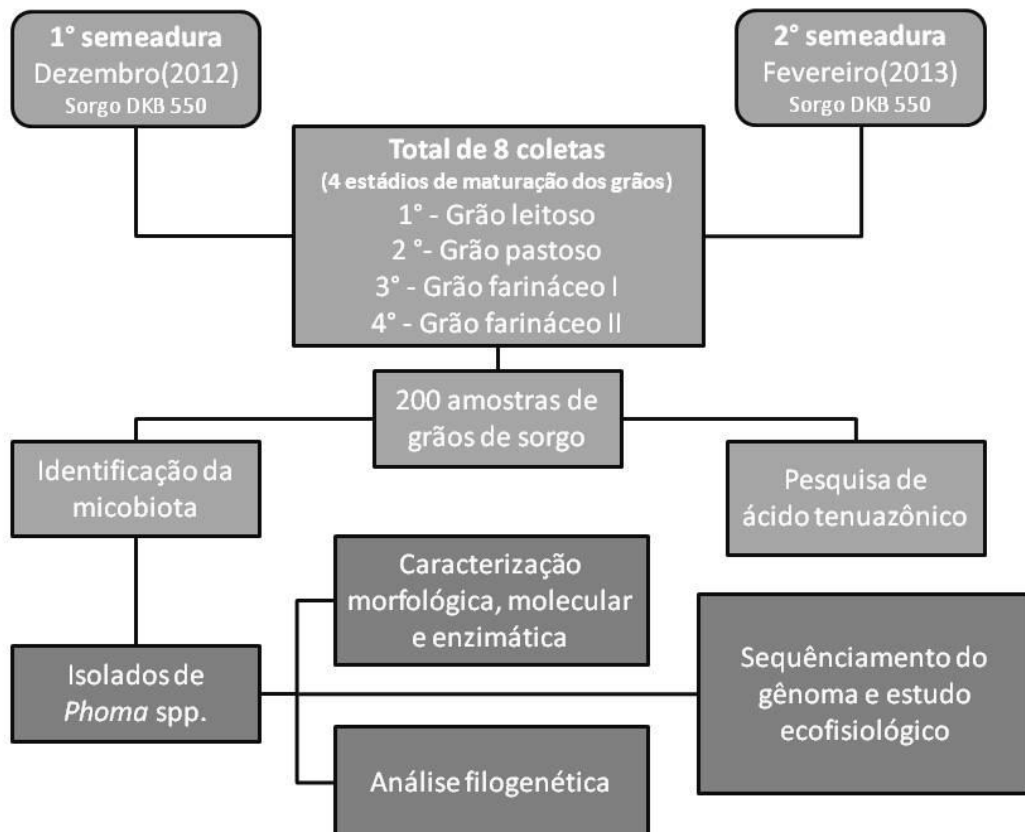 1° semeadura
Dezembro(2012)
Sorgo DKB 550
2° semeadura
Fevereiro(2013)
Sorgo DKB 550
Total de 8 coletas
(4 estádios de maturação dos grãos)
1° - Grão leitoso
2 °- Grão pastoso
3° - Grão farináceo I
4° - Grão farináceo II
200 amostras de
grãos de sorgo
Identificação da
micobiota
Pesquisa de
ácido tenuazônico
Caracterização
morfológica, molecular
e enzimática
Isolados de
Phoma spp.
Sequênciamento do
gênoma e estudo
ecofisiológico
Análise filogenética